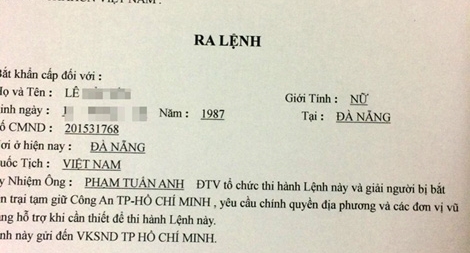 RA LỆNH
Bắt khẩn cấp đối với :
Họ và Tên : LÊ
Giới Tính : NỮ
Sinh ngày : Năm : 1987
Tại : ĐÀ NẴNG
Số CMND : 201531768
Nơi ở hiện nay : ĐÀ NẴNG
Quốc Tịch : VIỆT NAM
Ủy Nhiệm Ông : PHẠM TUẤN ANH ĐTV tổ chức thi hành Lệnh này và giải người bị bắt
trại tạm giữ Công An TP-HỒ CHÍ MINH , yêu cầu chính quyền địa phương và các đơn vị vũ
trang hỗ trợ khi cần thiết để thi hành Lệnh này.
Lệnh này gửi đến VKSND TP HỒ CHÍ MINH.